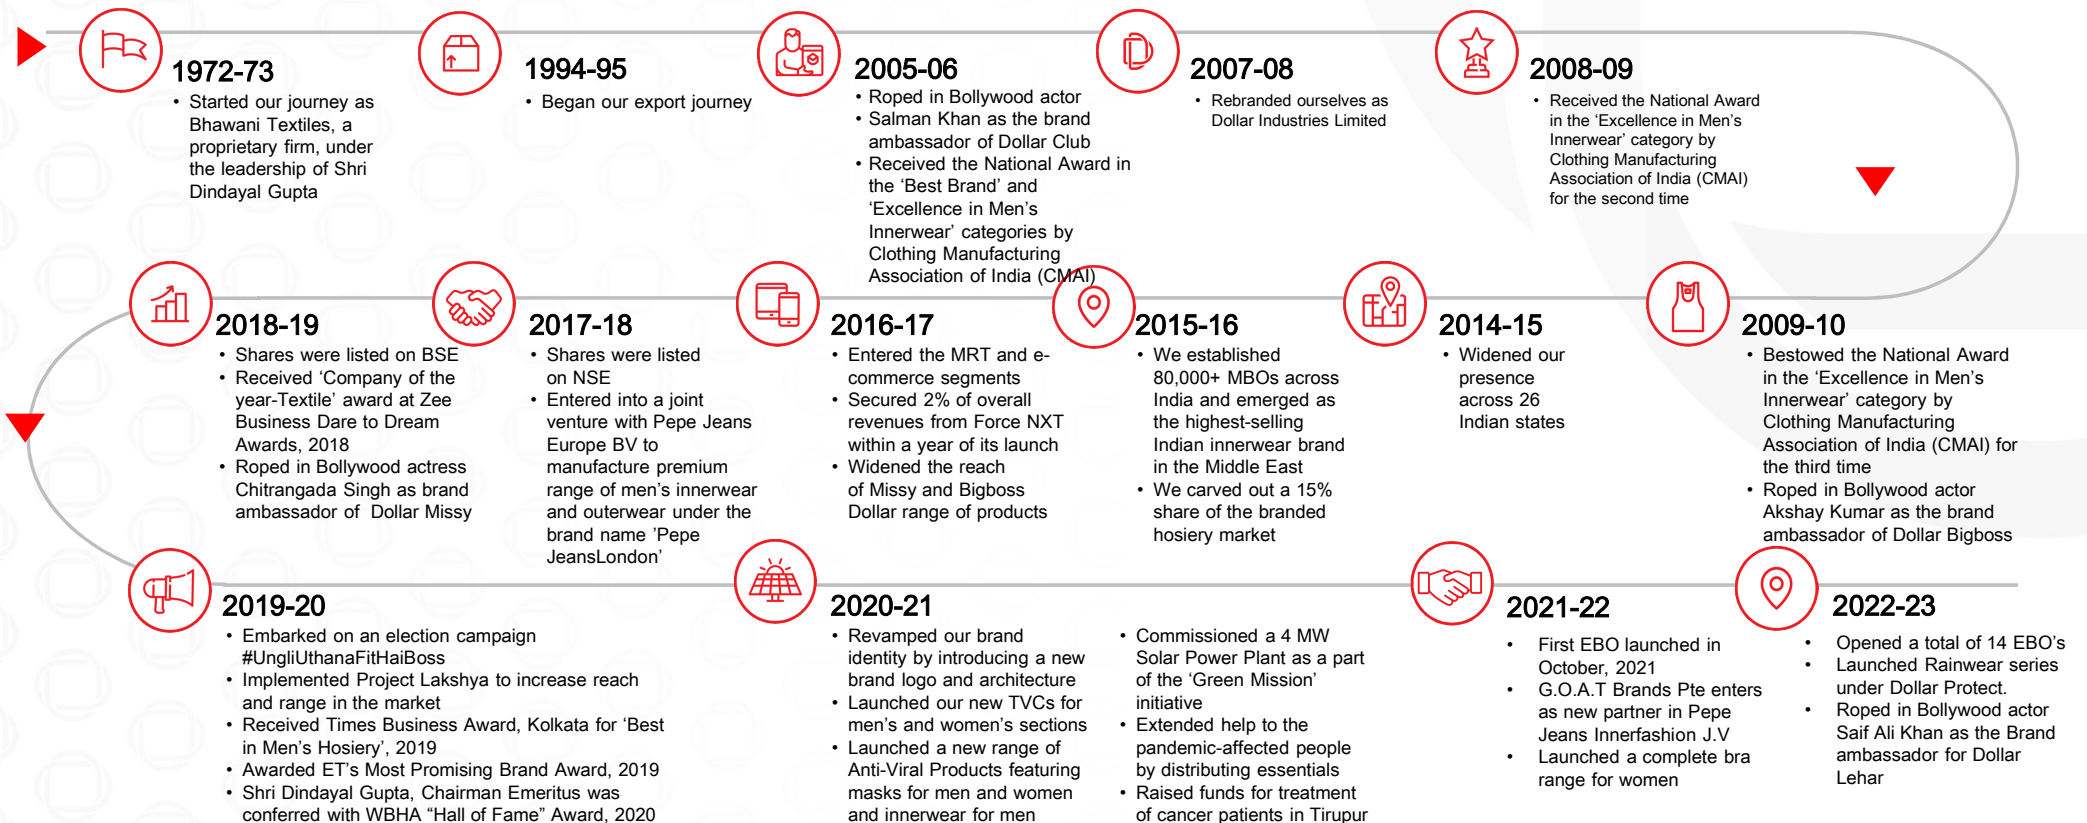 1972-73
• Started our journey as
Bhawani Textiles, a
proprietary firm, under
the leadership of Shri
Dindayal Gupta
1994-95
• Began our export journey
2005-06
• Roped in Bollywood actor
• Salman Khan as the brand
ambassador of Dollar Club
• Received the National Award in
the ‘Best Brand’ and
‘Excellence in Men’s
Innerwear’ categories by
Clothing Manufacturing
Association of India (CMAI)
2007-08
• Rebranded ourselves as
Dollar Industries Limited
2008-09
• Received the National Award
in the ‘Excellence in Men’s
Innerwear’ category by
Clothing Manufacturing
Association of India (CMAI)
for the second time
2018-19
• Shares were listed on BSE
• Received ‘Company of the
year-Textile’ award at Zee
Business Dare to Dream
Awards, 2018
• Roped in Bollywood actress
Chitrangada Singh as brand
ambassador of Dollar Missy
2017-18
• Shares were listed
on NSE
• Entered into a joint
venture with Pepe Jeans
Europe BV to
manufacture premium
range of men’s innerwear
and outerwear under the
brand name ’Pepe
JeansLondon’
2016-17
• Entered the MRT and e-
commerce segments
• Secured 2% of overall
revenues from Force NXT
within a year of its launch
• Widened the reach
of Missy and Bigboss
Dollar range of products
2015-16
• We established
80,000+ MBOs across
India and emerged as
the highest-selling
Indian innerwear brand
in the Middle East
• We carved out a 15%
share of the branded
hosiery market
2014-15
• Widened our
presence
across 26
Indian states
2009-10
• Bestowed the National Award
in the ‘Excellence in Men’s
Innerwear’ category by
Clothing Manufacturing
Association of India (CMAI) for
the third time
• Roped in Bollywood actor
Akshay Kumar as the brand
ambassador of Dollar Bigboss
2019-20
• Embarked on an election campaign
#UngliUthanaFitHaiBoss
• Implemented Project Lakshya to increase reach
and range in the market
• Received Times Business Award, Kolkata for ‘Best
in Men’s Hosiery’, 2019
• Awarded ET’s Most Promising Brand Award, 2019
• Shri Dindayal Gupta, Chairman Emeritus was
conferred with WBHA “Hall of Fame” Award, 2020
2020-21
• Revamped our brand
identity by introducing a new
brand logo and architecture
• Launched our new TVCs for
men’s and women’s sections
• Launched a new range of
Anti-Viral Products featuring
masks for men and women
and innerwear for men
• Commissioned a 4 MW
Solar Power Plant as a part
of the ‘Green Mission’
initiative
• Extended help to the
pandemic-affected people
by distributing essentials
• Raised funds for treatment
of cancer patients in Tirupur
2021-22
• First EBO launched in
October, 2021
• G.O.A.T Brands Pte enters
as new partner in Pepe
Jeans Innerfashion J.V
• Launched a complete bra
range for women
2022-23
• Opened a total of 14 EBO’s
• Launched Rainwear series
under Dollar Protect.
• Roped in Bollywood actor
Saif Ali Khan as the Brand
ambassador for Dollar
Lehar